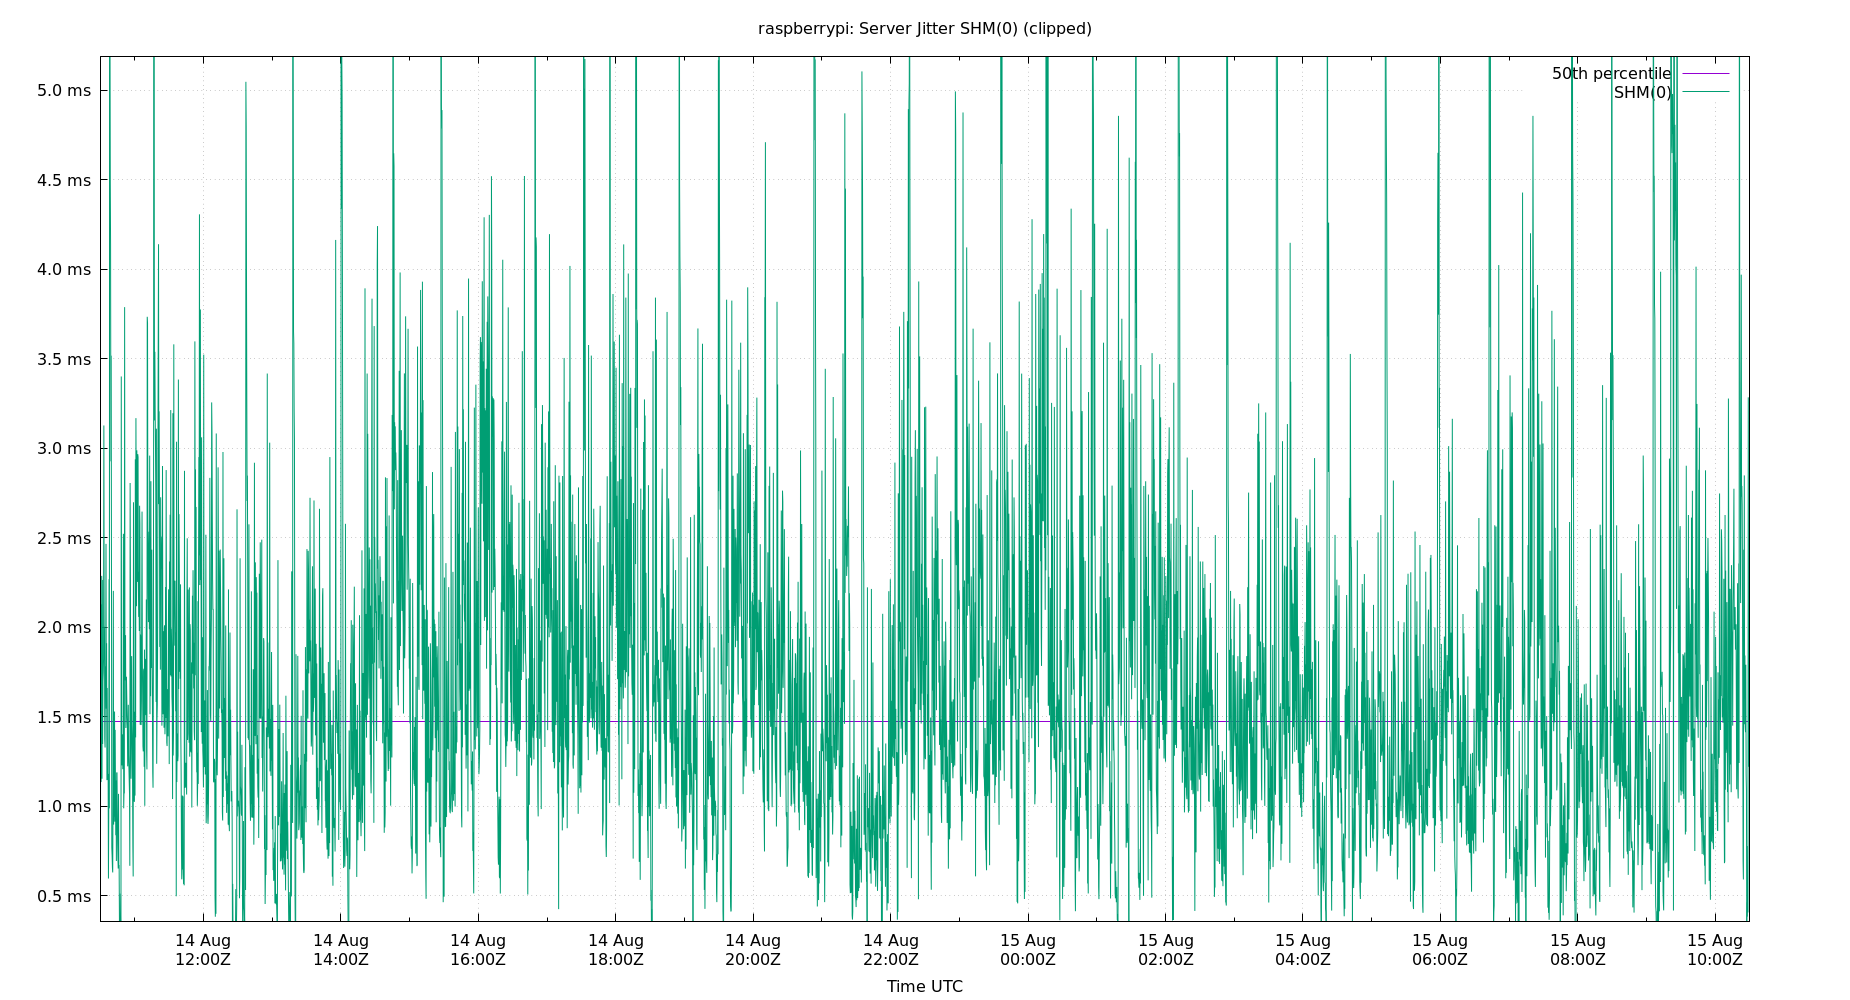 raspberrypi: Server Jitter SHM(0) (clipped)
50th percentile
SHM(0)
5.0 ms
4.5 ms
4.0 ms
3.5 ms
3.0 ms
2.5 ms
2.0 ms
1.5 ms
1.0 ms
0.5 ms
14 Aug 14 Aug 14 Aug 14 Aug 14 Aug 14 Aug 15 Aug 15 Aug 15 Aug 15 Aug 15 Aug 15 Aug
12:00Z 14:00Z 16:00Z 18:00Z 20:00Z 22:00Z 00:00Z 02:00Z 04:00Z 06:00Z 08:00Z 10:00Z
Time UTC